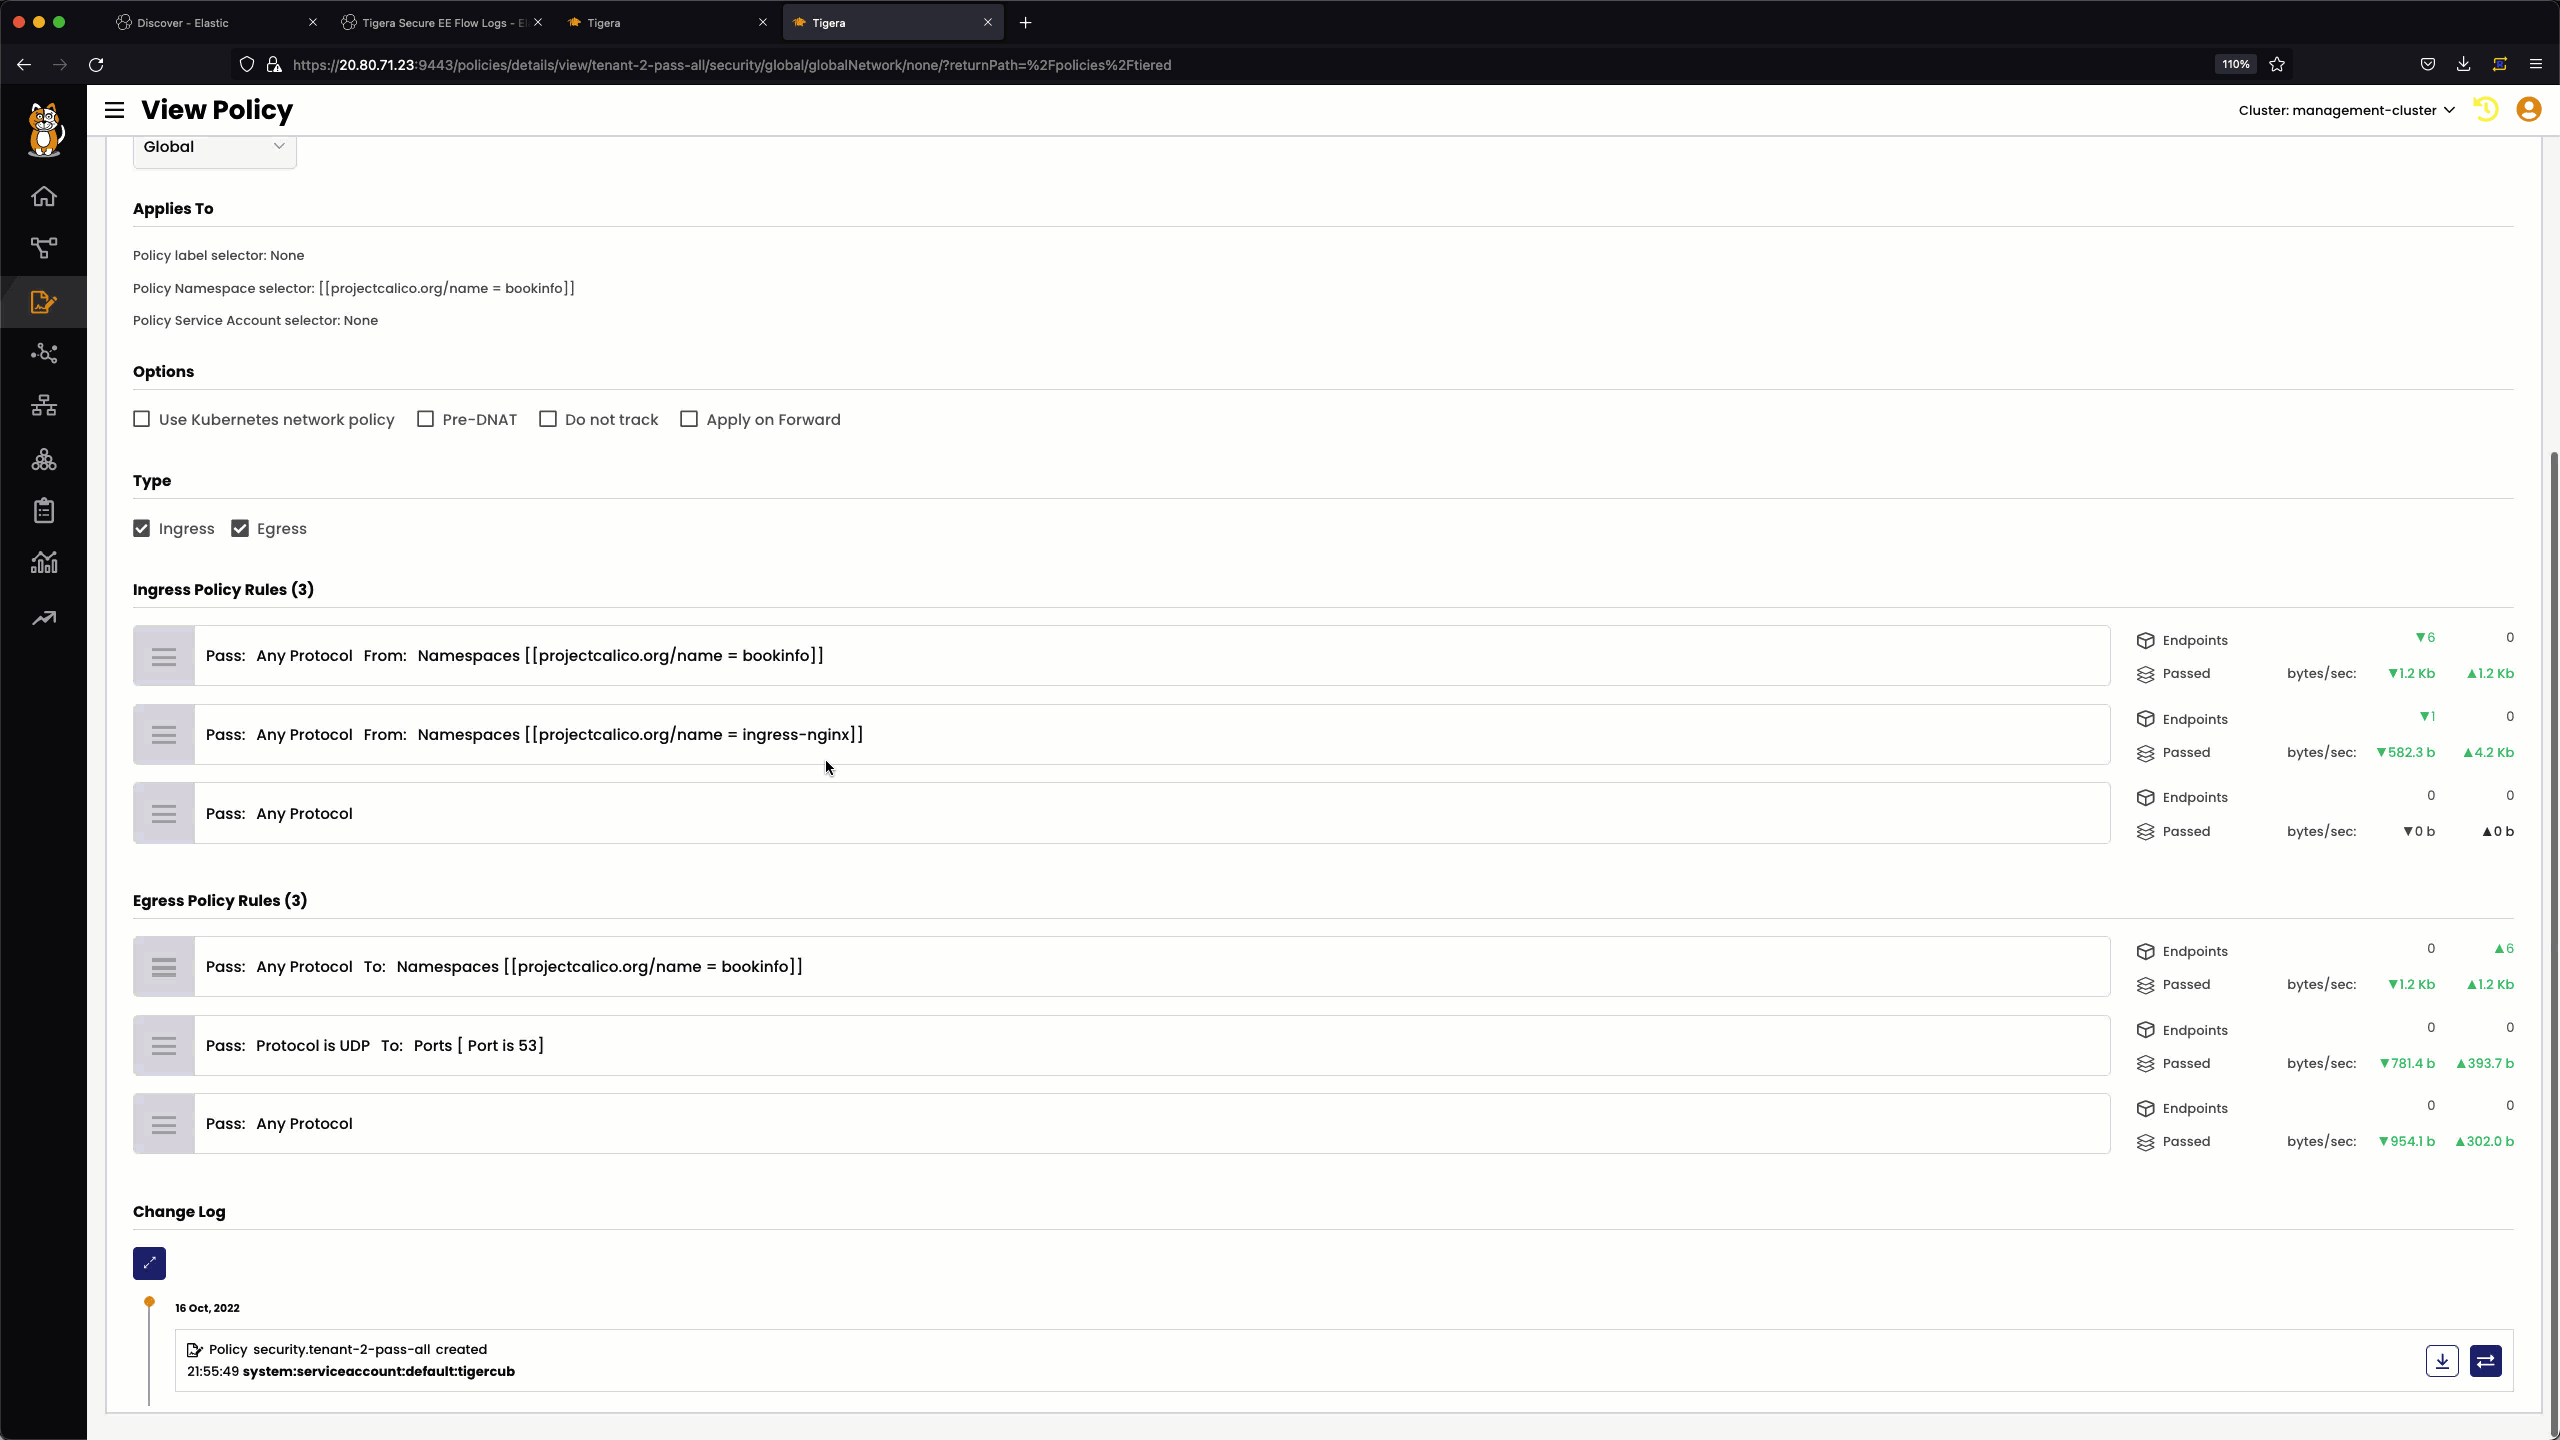 Discover - Elastic
Tigera Secure EE Flow Logs - El
Tigera
Tigera
https://20.80.71.23:9443/policies/details/view/tenant-2-pass-all/security/global/globalNetwork/none/?returnPath=%2Fpolicies%2Ftiered
110%
View Policy
Cluster: management-cluster
Global
Applies To
Policy label selector: None
Policy Namespace selector: [[projectcalico.org/name = bookinfo]]
Policy Service Account selector: None
Options
Use Kubernetes network policy Pre-DNAT Do not track Apply on Forward
Type
Ingress Egress
Ingress Policy Rules (3)
Pass: Any Protocol From: Namespaces [[projectcalico.org/name = bookinfo]]
Endpoints ▼6 0
Passed bytes/sec: ▼1.2 Kb ▲1.2 Kb
Pass: Any Protocol From: Namespaces [[projectcalico.org/name = ingress-nginx]]
Endpoints ▼1 0
Passed bytes/sec: ▼582.3 b ▲4.2 Kb
Pass: Any Protocol
Endpoints 0 0
Passed bytes/sec: ▼0 b ▲0 b
Egress Policy Rules (3)
Pass: Any Protocol To: Namespaces [[projectcalico.org/name = bookinfo]]
Endpoints 0 ▲6
Passed bytes/sec: ▼1.2 Kb ▲1.2 Kb
Pass: Protocol is UDP To: Ports [ Port is 53]
Endpoints 0 0
Passed bytes/sec: ▼781.4 b ▲393.7 b
Pass: Any Protocol
Endpoints 0 0
Passed bytes/sec: ▼954.1 b ▲302.0 b
Change Log
16 Oct, 2022
Policy security.tenant-2-pass-all created
21:55:49 system:serviceaccount:default:tigercub